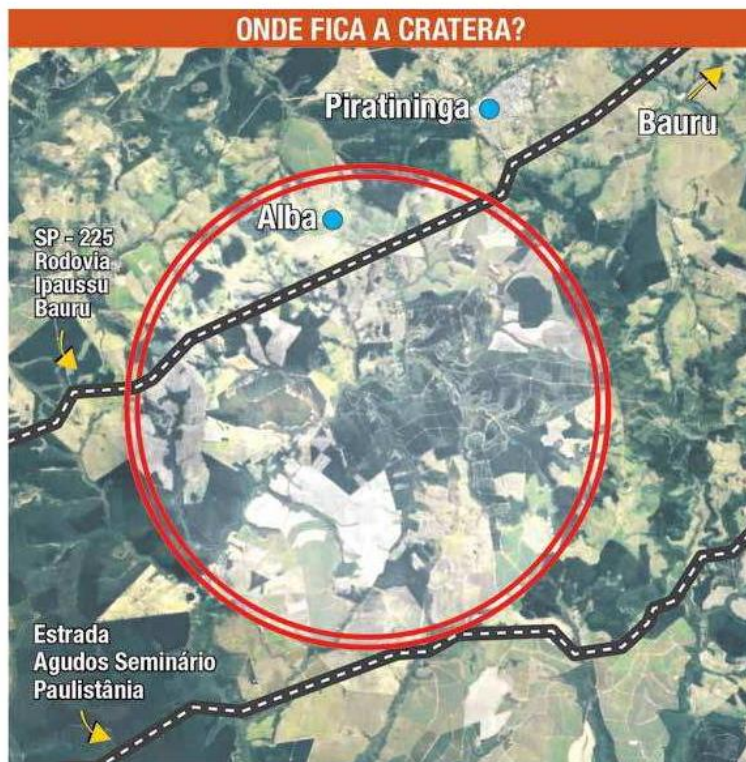 ONDE FICA A CRATERA?
Piratininga
Bauru
Alba
SP - 225
Rodovia
Ipaussu
Bauru
Estrada
Agudos Seminário
Paulistânia